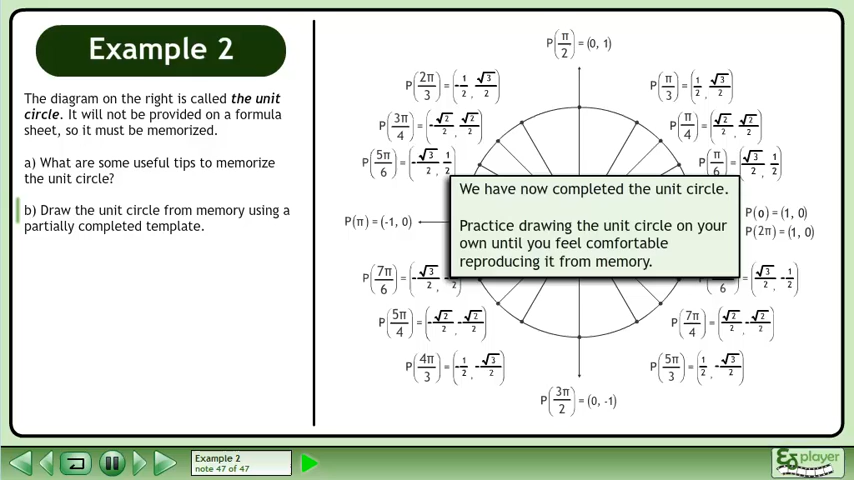 Example 2
The diagram on the right is called the unit
circle. It will not be provided on a formula
sheet, so it must be memorized.
a) What are some useful tips to memorize
the unit circle?
b) Draw the unit circle from memory using a
partially completed template.
P(π/2) = (0, 1)
P(2π/3) = (-1/2, √3/2)
P(π/3) = (1/2, √3/2)
P(3π/4) = (-√2/2, √2/2)
P(π/4) = (√2/2, √2/2)
P(5π/6) = (-√3/2, 1/2)
P(π/6) = (√3/2, 1/2)
We have now completed the unit circle.
Practice drawing the unit circle on your
own until you feel comfortable
reproducing it from memory.
P(π) = (-1, 0)
P(0) = (1, 0)
P(2π) = (1, 0)
P(7π/6) = (-√3/2, 2)
6) = (√3/2, -1/2)
P(5π/4) = (-√2/2, -√2/2)
P(7π/4) = (√2/2, -√2/2)
P(4π/3) = (-1/2, -√3/2)
P(5π/3) = (1/2, -√3/2)
P(3π/2) = (0, -1)
Example 2
note 47 of 47
player